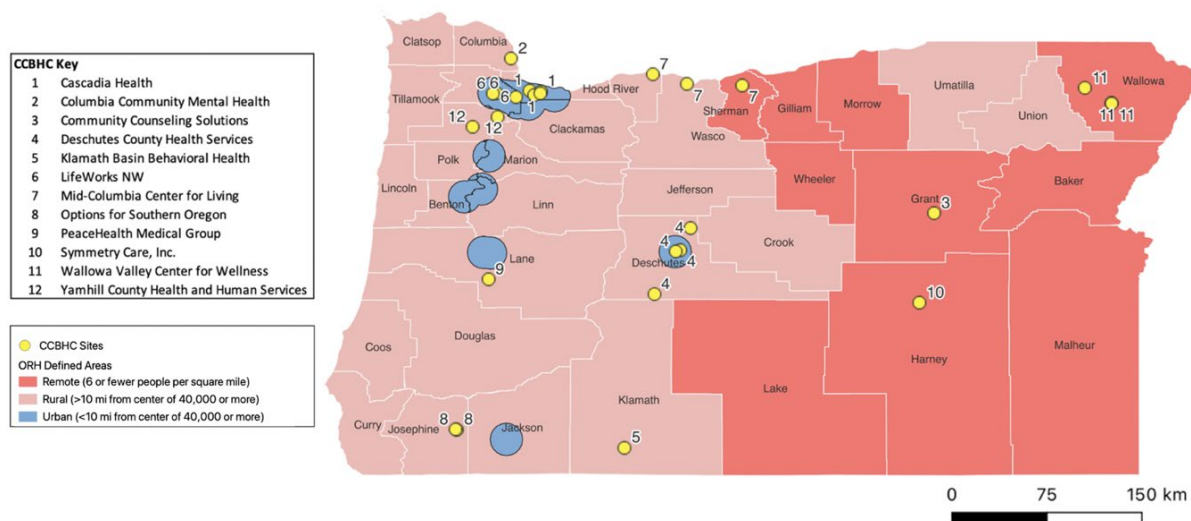 CCBHC Key
1 Cascadia Health
2 Columbia Community Mental Health
3 Community Counseling Solutions
4 Deschutes County Health Services
5 Klamath Basin Behavioral Health
6 LifeWorks NW
7 Mid-Columbia Center for Living
8 Options for Southern Oregon
9 PeaceHealth Medical Group
10 Symmetry Care, Inc.
11 Wallowa Valley Center for Wellness
12 Yamhill County Health and Human Services
CCBHC Sites
ORH Defined Areas
Remote (6 or fewer people per square mile)
Rural (>10 mi from center of 40,000 or more)
Urban (<10 mi from center of 40,000 or more)
Clatsop
Columbia
2
7
1
1
6 6
6
1
Hood River
7
7
11
Wallowa
Umatilla
Tillamook
Sherman
Gilliam
Morrow
11 11
Union
12
12
Clackamas
Wasco
Polk
Marion
Wheeler
Baker
Lincoln
Jefferson
Benton
Linn
3
Grant
4
4
4
Crook
Lane
Deschutes
9
4
10
Douglas
Coos
Harney
Malheur
Lake
Klamath
8 8
Curry
Josephine
Jackson
5
0 75 150 km